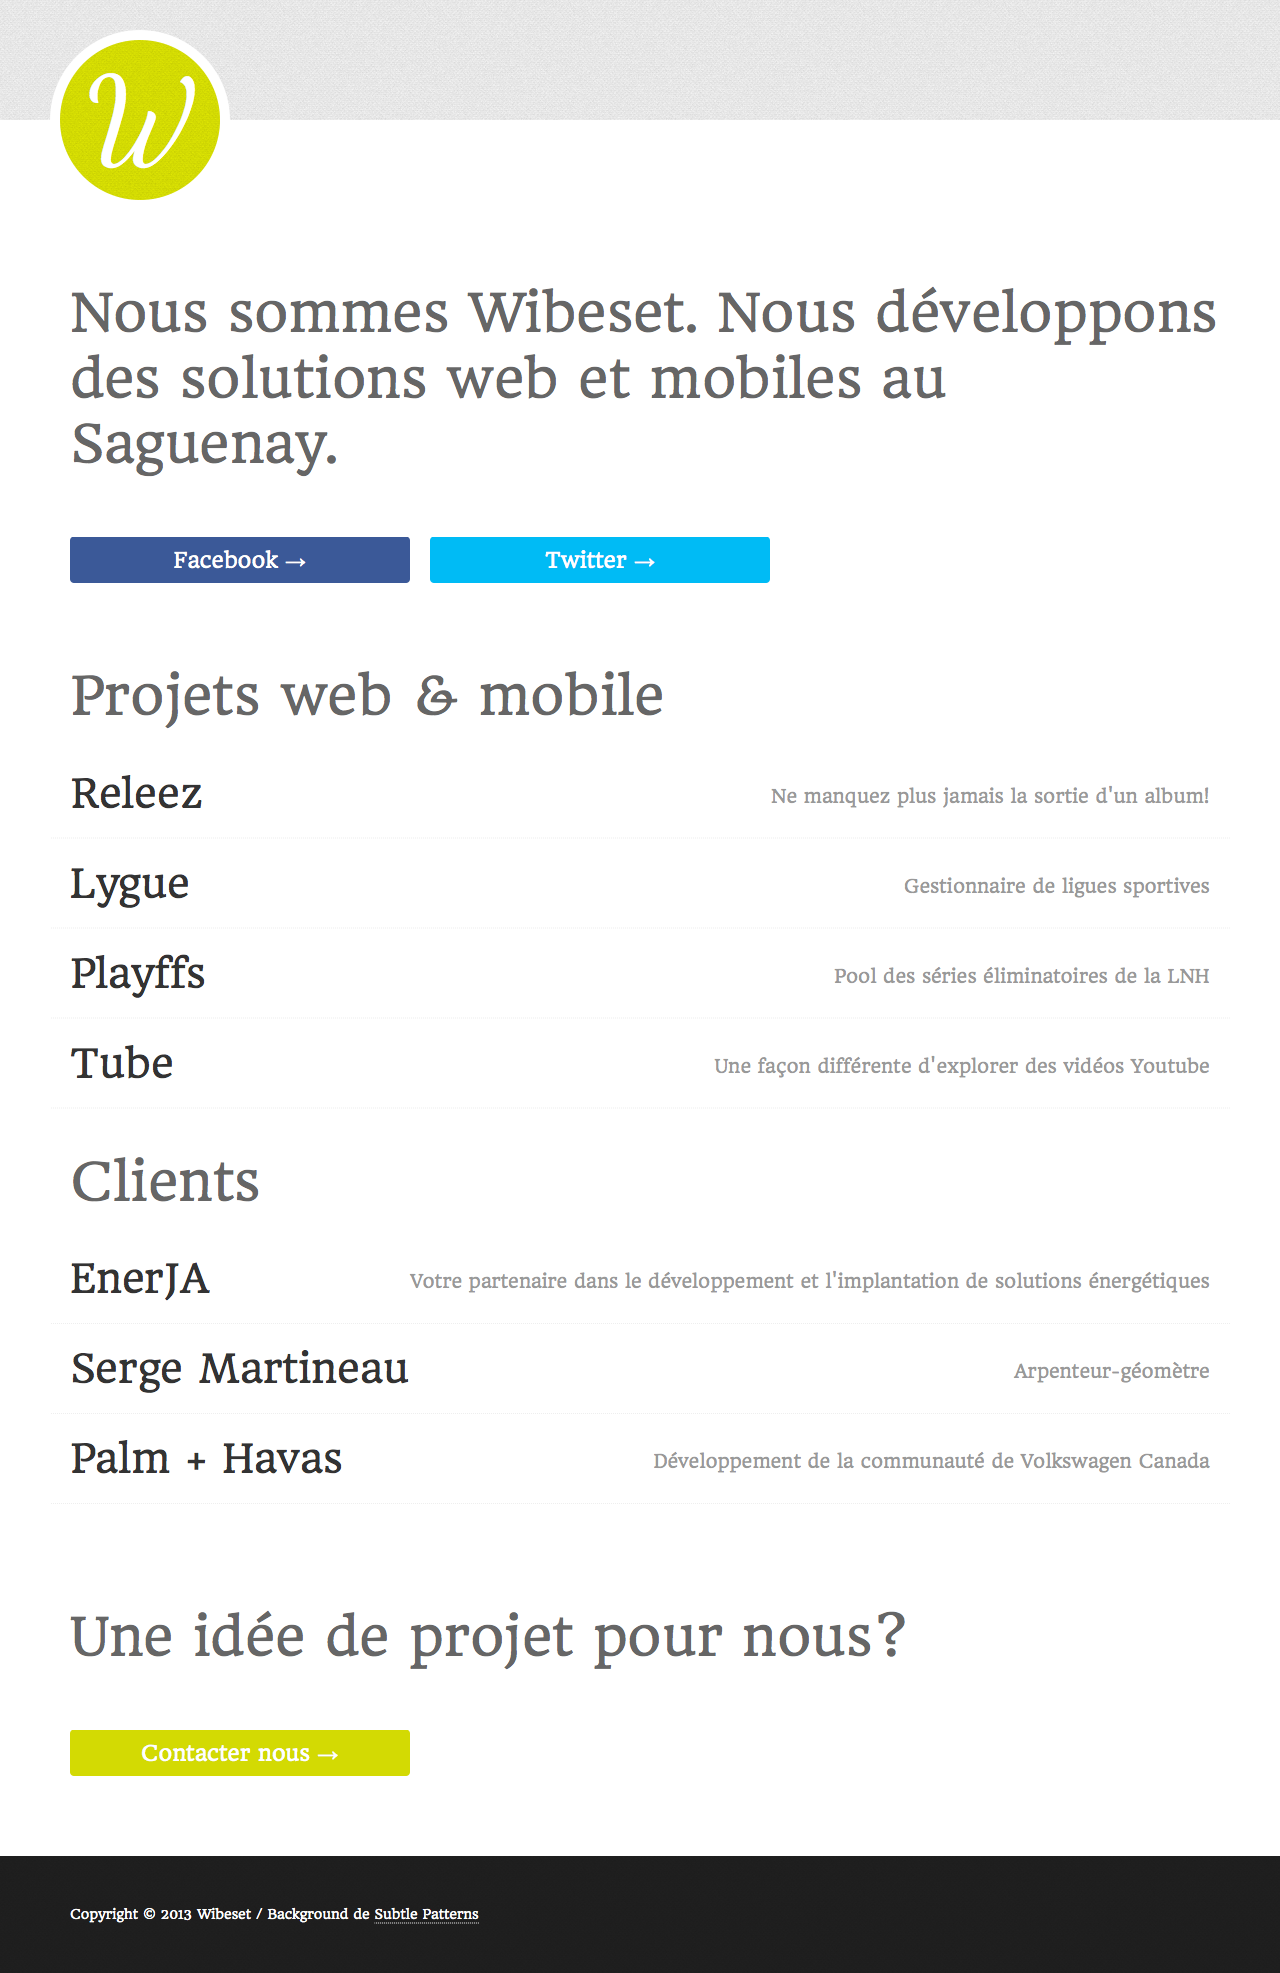 W
Nous sommes Wibeset. Nous développons
des solutions web et mobiles au
Saguenay.
Facebook →
Twitter →
Projets web & mobile
Releez
Ne manquez plus jamais la sortie d'un album!
Lygue
Gestionnaire de ligues sportives
Playffs
Pool des séries éliminatoires de la LNH
Tube
Une façon différente d'explorer des vidéos Youtube
Clients
EnerJA
Votre partenaire dans le développement et l'implantation de solutions énergétiques
Serge Martineau
Arpenteur-géomètre
Palm + Havas
Développement de la communauté de Volkswagen Canada
Une idée de projet pour nous?
Contacter nous →
Copyright © 2013 Wibeset / Background de Subtle Patterns